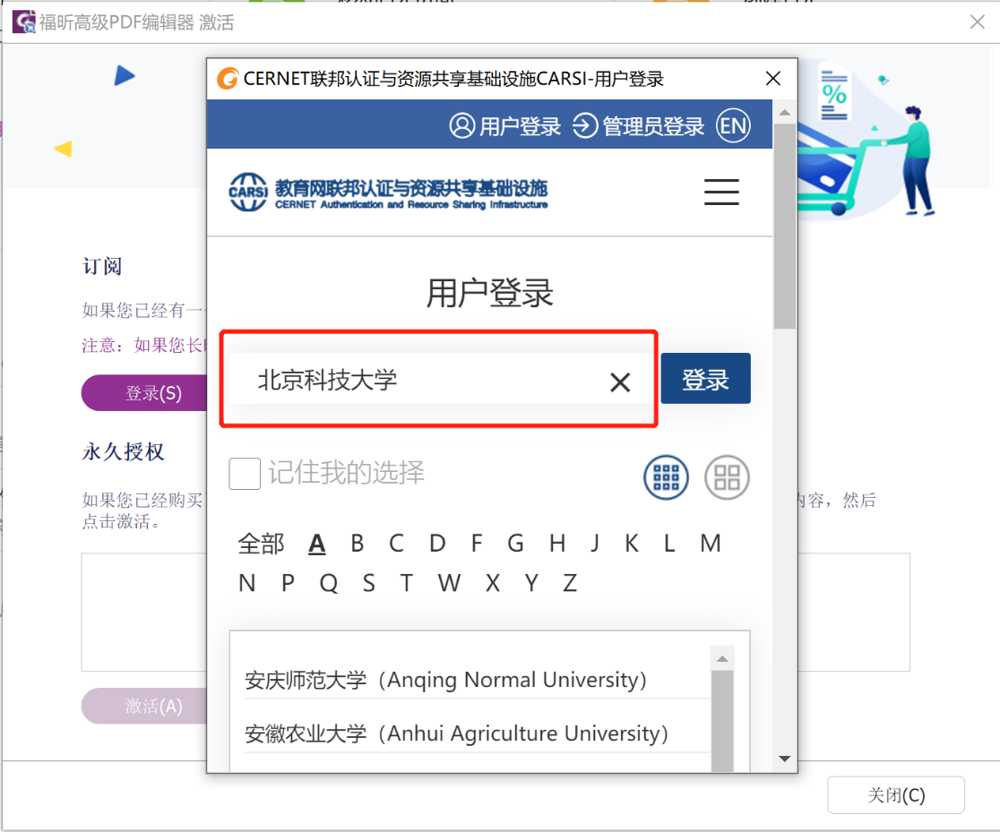 福昕高级PDF编辑器 激活
CERNET联邦认证与资源共享基础设施CARSI-用户登录
用户登录 管理员登录 EN
%
CARSI 教育网联邦认证与资源共享基础设施
CERNET Authentication and Resource Sharing Infrastructure
订阅
用户登录
如果您已经有一
注意：如果您长
北京科技大学
登录
登录(S)
永久授权
记住我的选择
如果您已经购买
内容，然后
点击激活。
全部 A B C D F G H J K L M
N P Q S T W X Y Z
安庆师范大学（Anqing Normal University）
激活(A)
安徽农业大学（Anhui Agriculture University）
关闭(C)